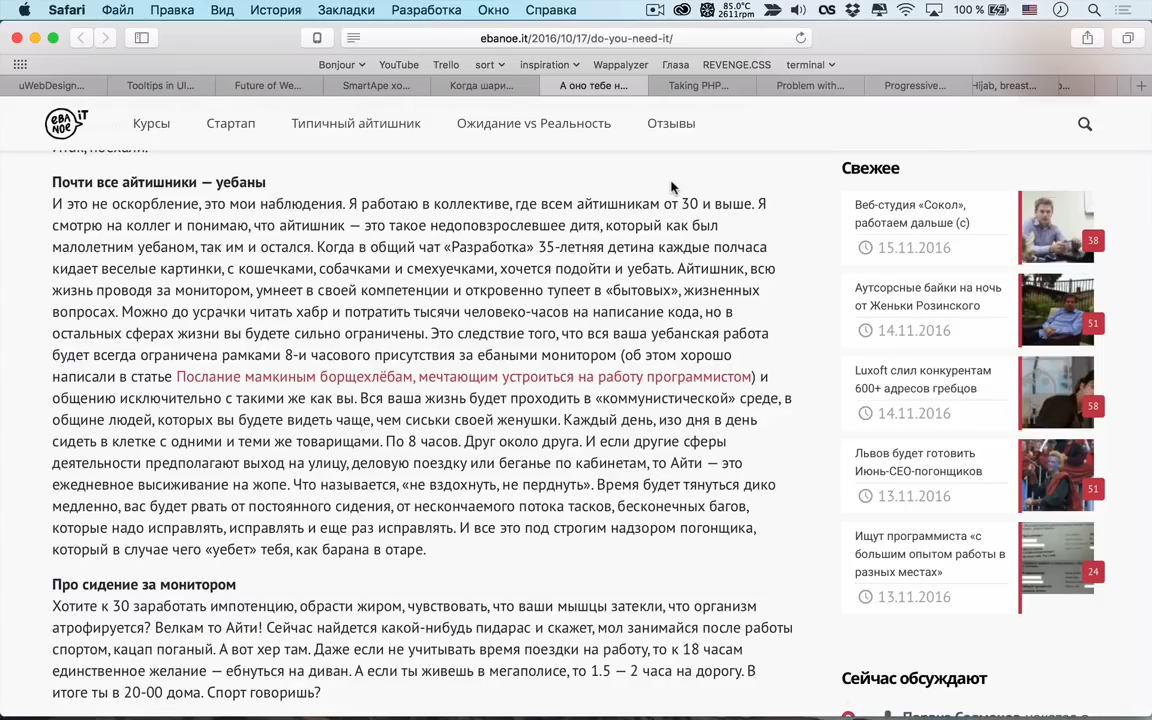 Safari Файл Правка Вид История Закладки Разработка Окно Справка
85.0°C
2611rpm
100 %
ebanoe.it/2016/10/17/do-you-need-it/
Bonjour YouTube Trello sort inspiration Wappalyzer Глаза REVENGE.CSS terminal
uWebDesign... Tooltips in UI... Future of We... SmartApe xo... Когда шари... А оно тебе н... Taking PHP... Problem with... Progressive... Hijab, breast...
еба ное iT
Курсы Стартап Типичный айтишник Ожидание vs Реальность Отзывы
Итак, поехали.
Почти все айтишники — уебаны
И это не оскорбление, это мои наблюдения. Я работаю в коллективе, где всем айтишникам от 30 и выше. Я
смотрю на коллег и понимаю, что айтишник — это такое недоповзрослевшее дитя, который как был
малолетним уебаном, так им и остался. Когда в общий чат «Разработка» 35-летняя детина каждые полчаса
кидает веселые картинки, с кошечками, собачками и смехуечками, хочется подойти и уебать. Айтишник, всю
жизнь проводя за монитором, умнеет в своей компетенции и откровенно тупеет в «бытовых», жизненных
вопросах. Можно до усрачки читать хабр и потратить тысячи человеко-часов на написание кода, но в
остальных сферах жизни вы будете сильно ограничены. Это следствие того, что вся ваша уебанская работа
будет всегда ограничена рамками 8-и часового присутствия за ебаными монитором (об этом хорошо
написали в статье Послание мамкиным борщехлёбам, мечтающим устроиться на работу программистом) и
общению исключительно с такими же как вы. Вся ваша жизнь будет проходить в «коммунистической» среде, в
общине людей, которых вы будете видеть чаще, чем сиськи своей женушки. Каждый день, изо дня в день
сидеть в клетке с одними и теми же товарищами. По 8 часов. Друг около друга. И если другие сферы
деятельности предполагают выход на улицу, деловую поездку или беганье по кабинетам, то Айти — это
ежедневное высиживание на жопе. Что называется, «не вздохнуть, не перднуть». Время будет тянуться дико
медленно, вас будет рвать от постоянного сидения, от нескончаемого потока тасков, бесконечных багов,
которые надо исправлять, исправлять и еще раз исправлять. И все это под строгим надзором погонщика,
который в случае чего «уебет» тебя, как барана в отаре.
Про сидение за монитором
Хотите к 30 заработать импотенцию, обрасти жиром, чувствовать, что ваши мышцы затекли, что организм
атрофируется? Велкам то Айти! Сейчас найдется какой-нибудь пидарас и скажет, мол занимайся после работы
спортом, кацап поганый. А вот хер там. Даже если не учитывать время поездки на работу, то к 18 часам
единственное желание — ебнуться на диван. А если ты живешь в мегаполисе, то 1.5 — 2 часа на дорогу. В
итоге ты в 20-00 дома. Спорт говоришь?
Свежее
Веб-студия «Сокол»,
работаем дальше (с)
15.11.2016
38
Аутсорсные байки на ночь
от Женьки Розинского
14.11.2016
51
Luxoft слил конкурентам
600+ адресов гребцов
14.11.2016
58
Львов будет готовить
Июнь-CEO-погонщиков
13.11.2016
51
Ищут программиста «с
большим опытом работы в
разных местах»
13.11.2016
24
Сейчас обсуждают